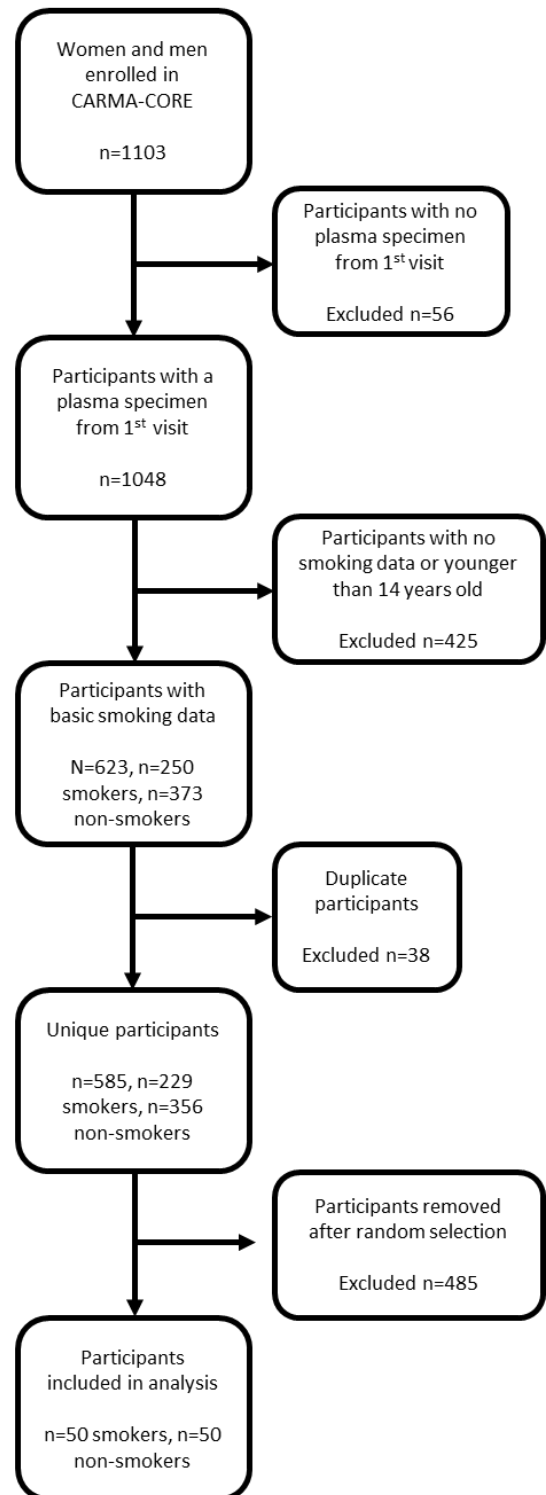 Women and men
enrolled in
CARMA-CORE
n=1103
Participants with no
plasma specimen
from 1st visit
Excluded n=56
Participants with a
plasma specimen
from 1st visit
n=1048
Participants with no
smoking data or younger
than 14 years old
Excluded n=425
Participants with
basic smoking data
N=623, n=250
smokers, n=373
non-smokers
Duplicate
participants
Excluded n=38
Unique participants
n=585, n=229
smokers, n=356
non-smokers
Participants removed
after random selection
Excluded n=485
Participants
included in analysis
n=50 smokers, n=50
non-smokers